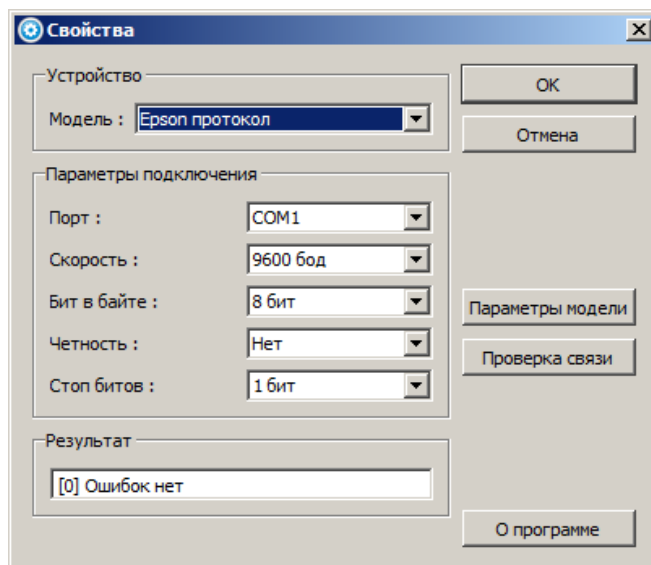 Свойства
Устройство
OK
Модель : Epson протокол
Отмена
Параметры подключения
Порт : COM1
Скорость : 9600 бод
Бит в байте : 8 бит
Параметры модели
Четность : Нет
Проверка связи
Стоп битов : 1 бит
Результат
[0] Ошибок нет
О программе